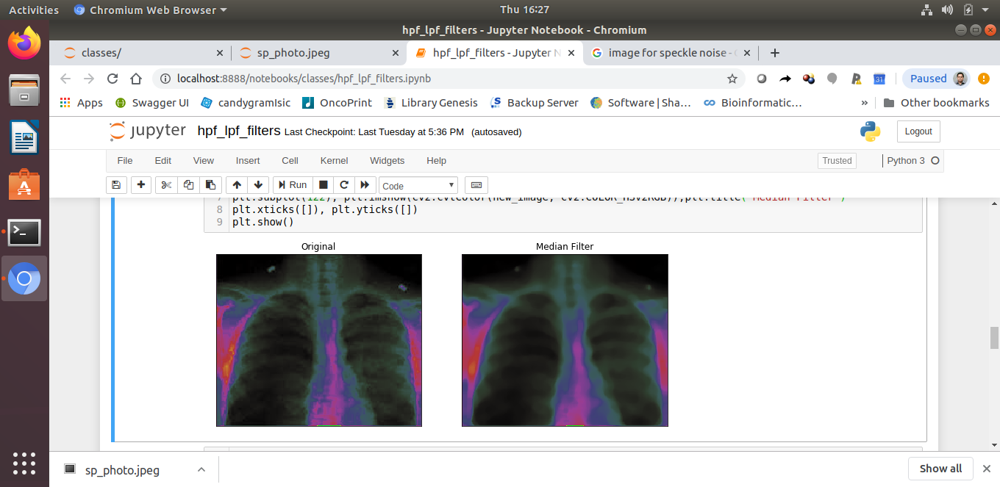 Activities Chromium Web Browser Thu 16:27
hpf_lpf_filters - Jupyter Notebook - Chromium
classes/ sp_photo.jpeg hpf_lpf_filters - Jupyter N image for speckle noise -
localhost:8888/notebooks/classes/hpf_lpf_filters.ipynb 31 Paused
Apps Swagger UI candygramIsic OncoPrint Library Genesis Backup Server Software | Sha... Bioinformatic... » Other bookmarks
jupyter hpf_lpf_filters Last Checkpoint: Last Tuesday at 5:36 PM (autosaved) Logout
File Edit View Insert Cell Kernel Widgets Help Trusted Python 3
Run Code
7 plt.subplot(122), plt.imshow(cv2.cvtColor(new_image, cv2.COLOR_HSV2RGB)),plt.title('Median Filter')
8 plt.xticks([]), plt.yticks([])
9 plt.show()
Original Median Filter
sp_photo.jpeg Show all